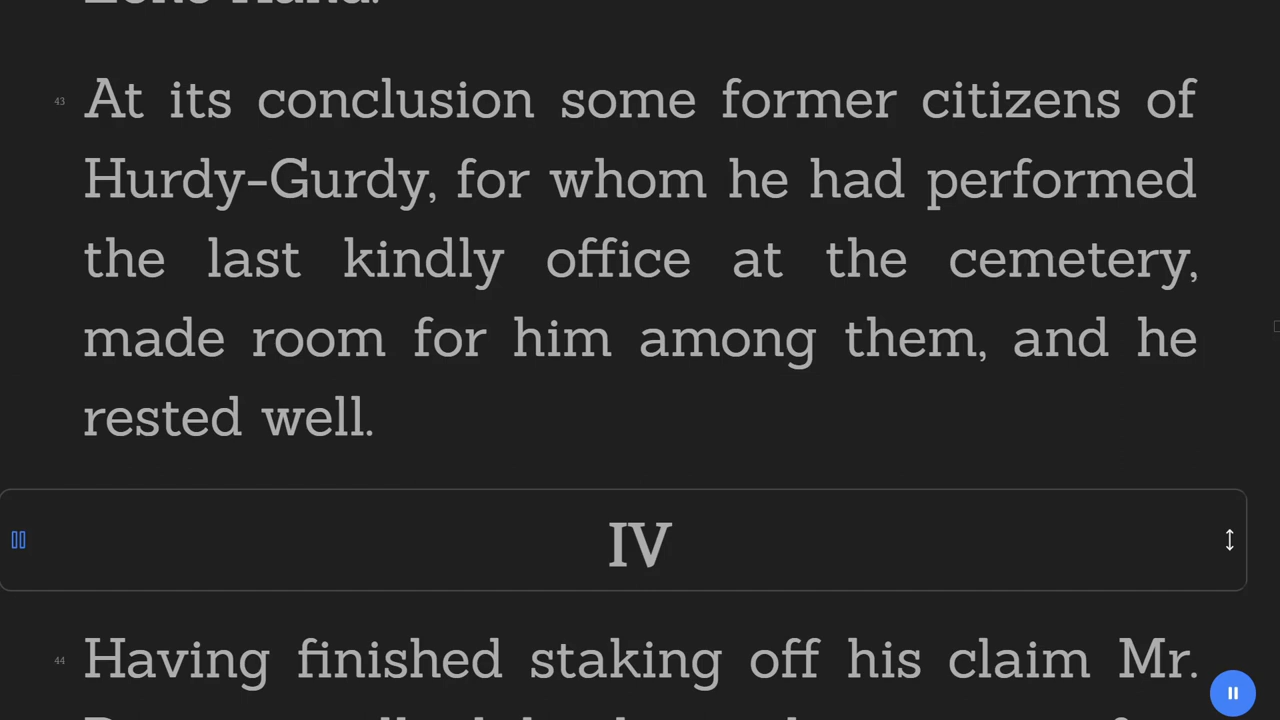 43
At its conclusion some former citizens of
Hurdy-Gurdy, for whom he had performed
the last kindly office at the cemetery,
made room for him among them, and he
rested well.
IV
44
Having finished staking off his claim Mr.